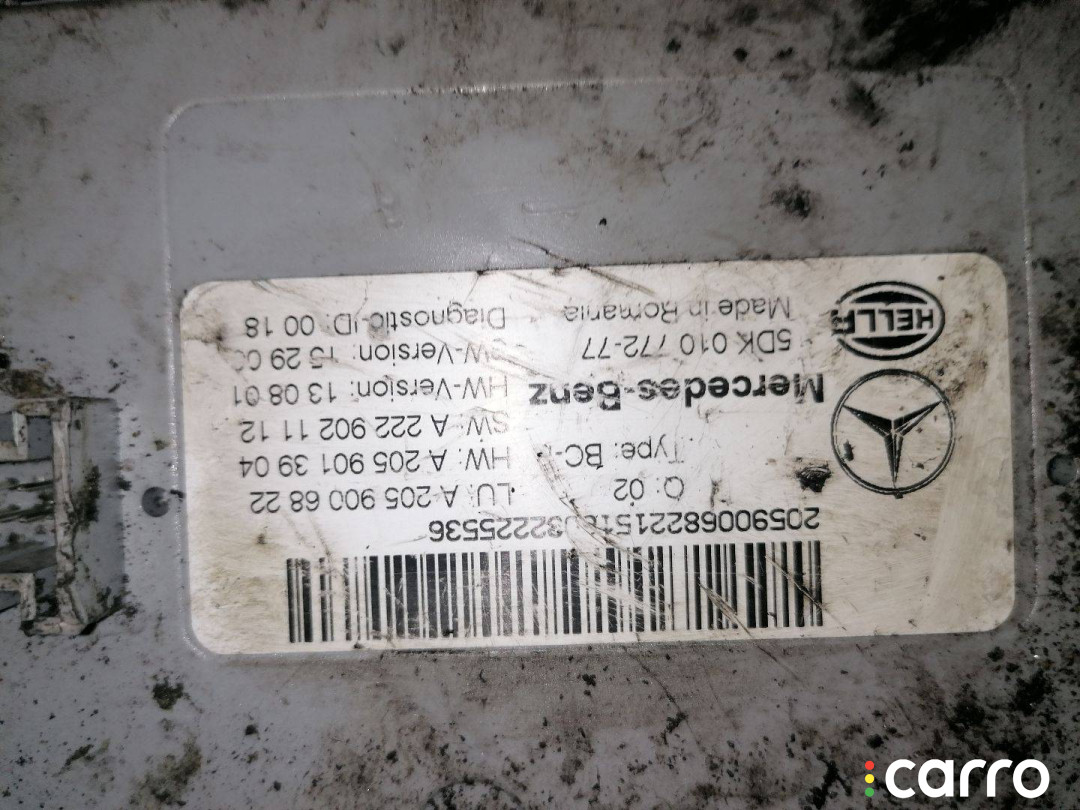 20590068221518032225536
Q: 02 LU: A 205 900 68 22
Type: BC- HW: A 205 901 39 04
SW: A 222 902 11 12
Mercedes-Benz HW-Version: 13 08 01
5DK 010 772-77 SW-Version: 15 29
Made in Romania Diagnostic-ID: 00 18
HELLA
carro